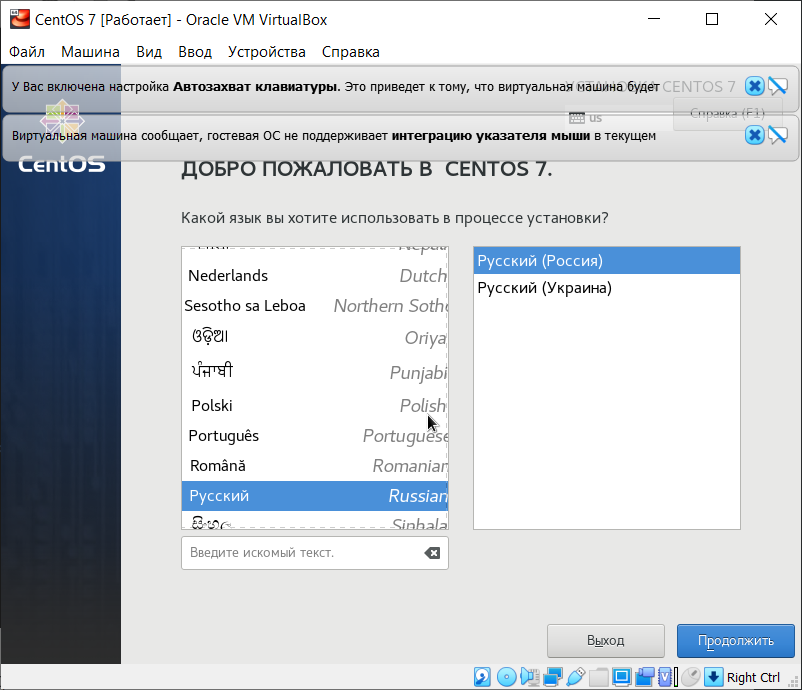 CentOS 7 [Работает] - Oracle VM VirtualBox
Файл Машина Вид Ввод Устройства Справка
У Вас включена настройка Автозахват клавиатуры. Это приведет к тому, что виртуальная машина будет
УСТАНОВКА CENTOS 7
us
Справка (F1)
Виртуальная машина сообщает, гостевая ОС не поддерживает интеграцию указателя мыши в текущем
CentOS
ДОБРО ПОЖАЛОВАТЬ В CENTOS 7.
Какой язык вы хотите использовать в процессе установки?
Nepali
Nederlands Dutch
Sesotho sa Leboa Northern Sotho
ଓଡ଼ିଆ Oriya
ਪੰਜਾਬੀ Punjabi
Polski Polish
Português Portuguese
Română Romanian
Русский Russian
සිංහල Sinhala
Русский (Россия)
Русский (Украина)
Введите искомый текст.
Выход
Продолжить
Right Ctrl